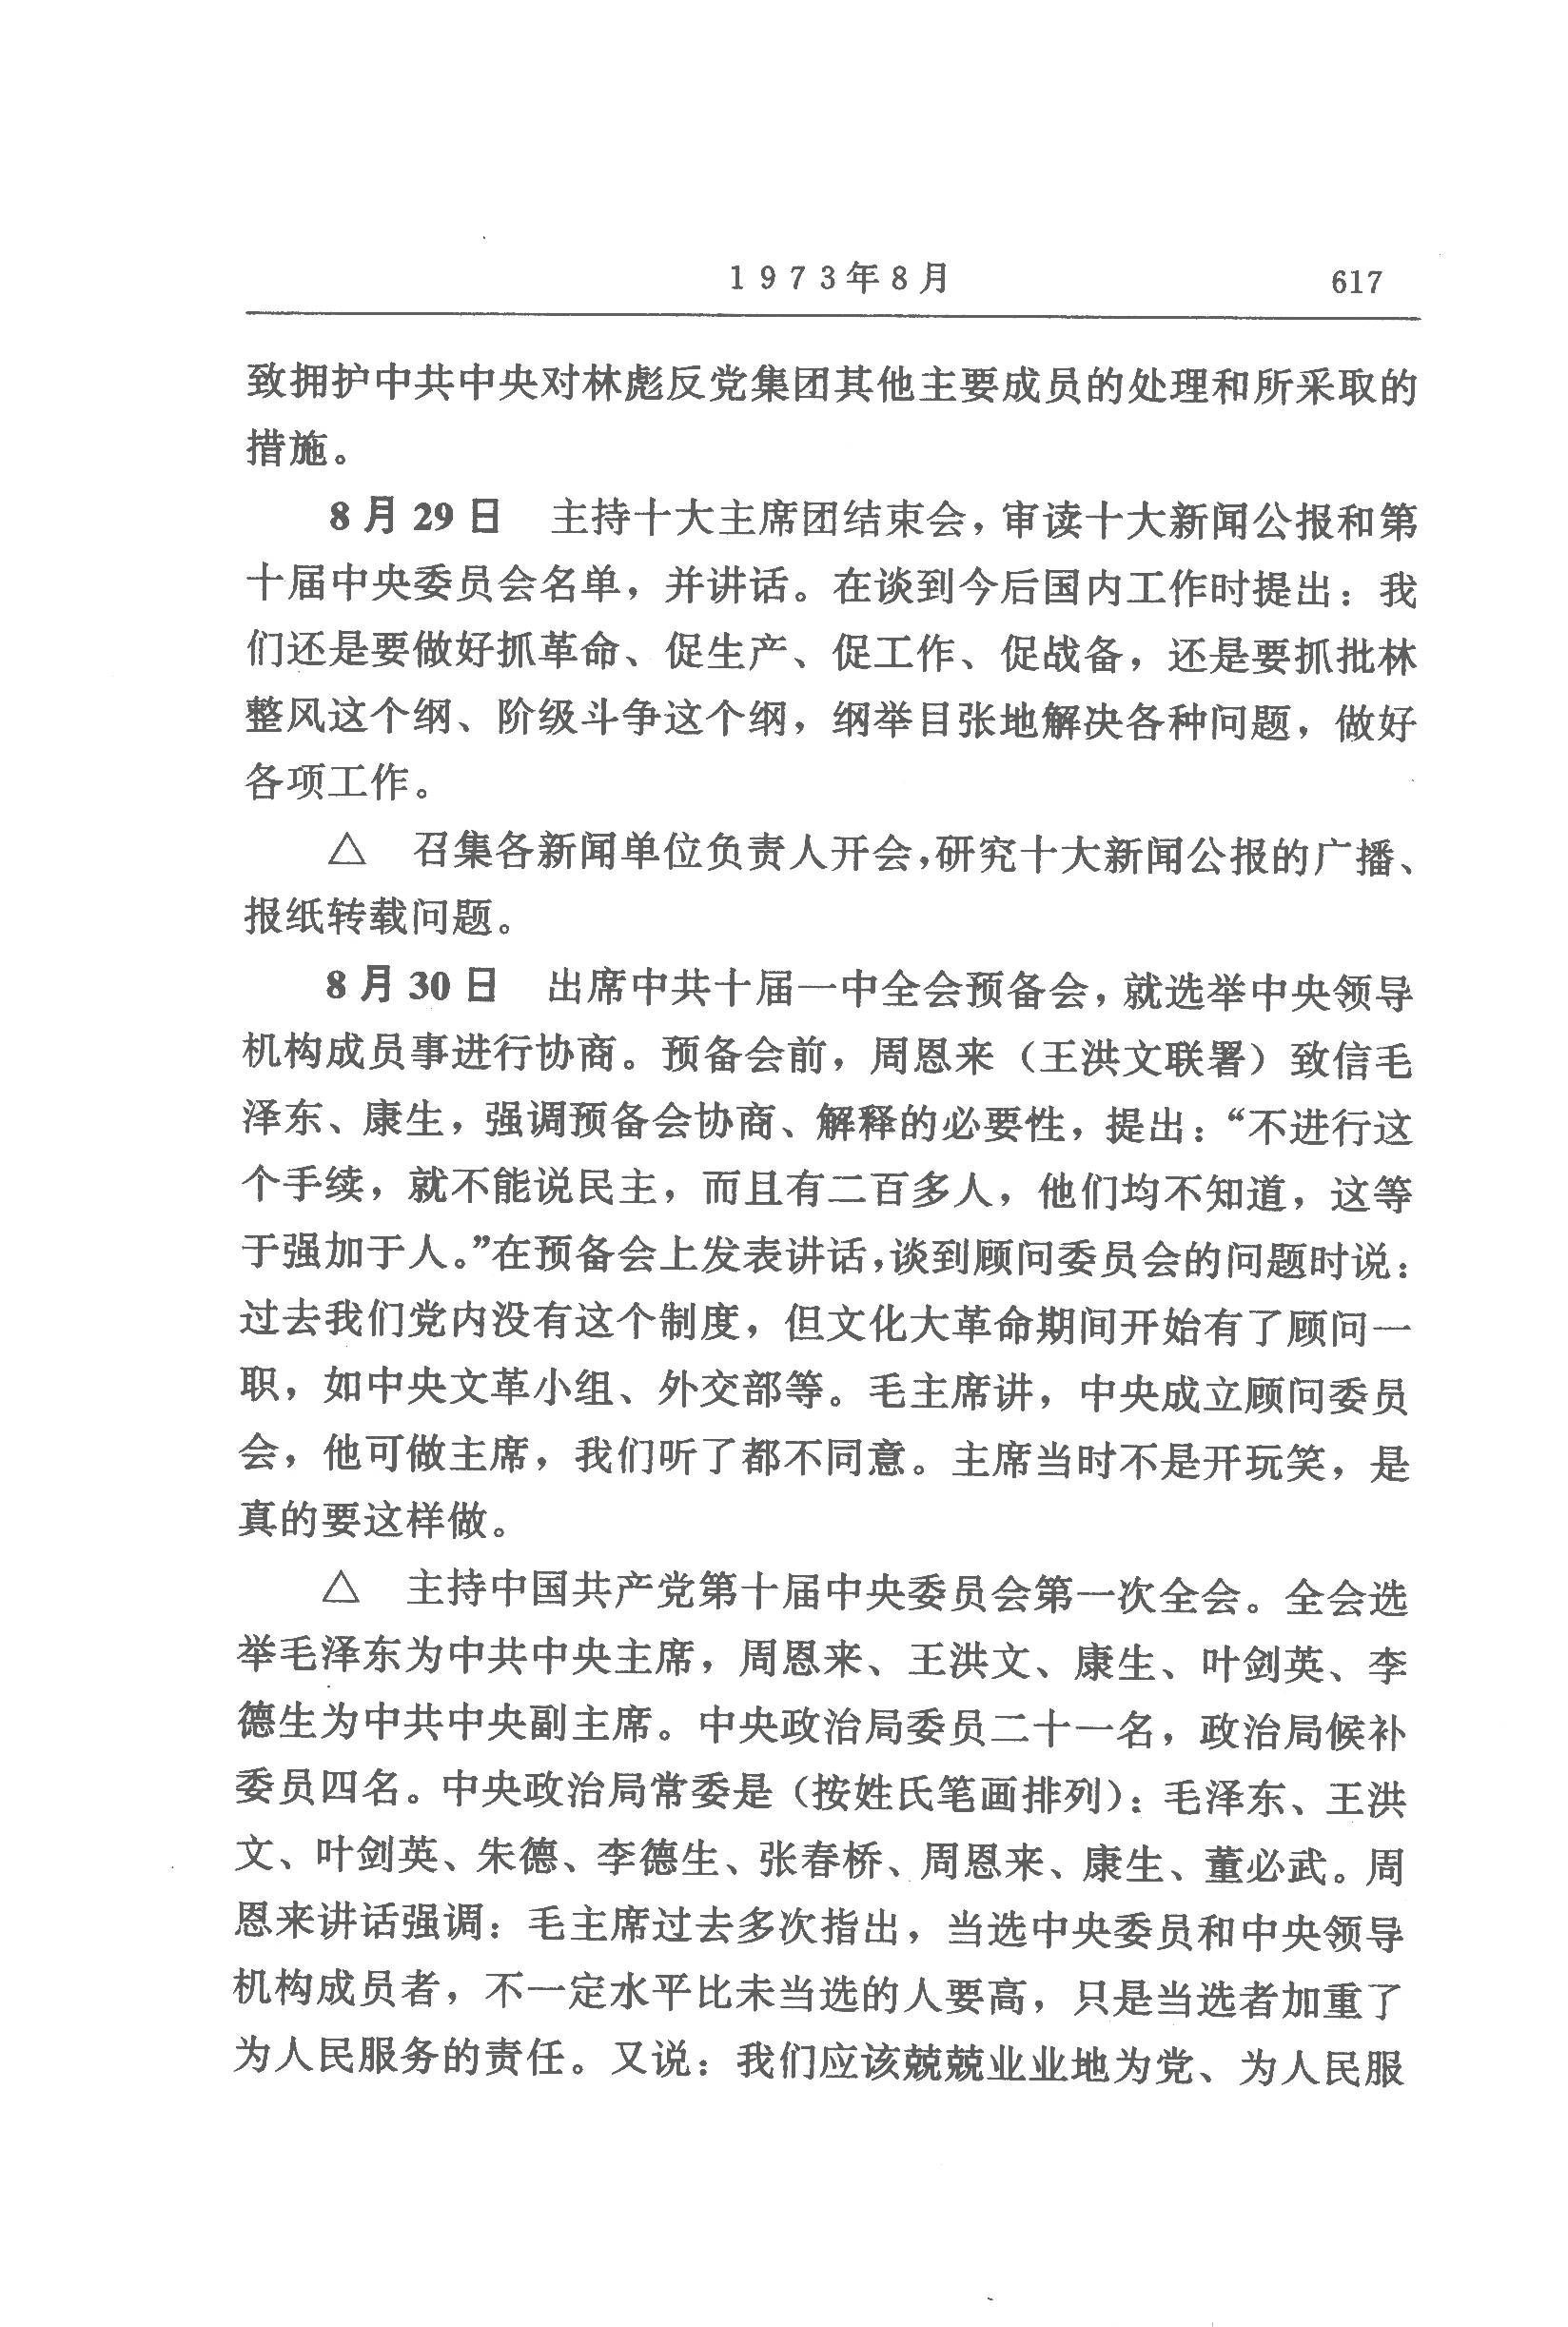 1973年8月 617
致拥护中共中央对林彪反党集团其他主要成员的处理和所采取的
措施。
8月29日 主持十大主席团结束会，审读十大新闻公报和第
十届中央委员会名单，并讲话。在谈到今后国内工作时提出：我
们还是要做好抓革命、促生产、促工作、促战备，还是要抓批林
整风这个纲、阶级斗争这个纲，纲举目张地解决各种问题，做好
各项工作。
△ 召集各新闻单位负责人开会，研究十大新闻公报的广播、
报纸转载问题。
8月30日 出席中共十届一中全会预备会，就选举中央领导
机构成员事进行协商。预备会前，周恩来（王洪文联署）致信毛
泽东、康生，强调预备会协商、解释的必要性，提出：“不进行这
个手续，就不能说民主，而且有二百多人，他们均不知道，这等
于强加于人。”在预备会上发表讲话，谈到顾问委员会的问题时说：
过去我们党内没有这个制度，但文化大革命期间开始有了顾问一
职，如中央文革小组、外交部等。毛主席讲，中央成立顾问委员
会，他可做主席，我们听了都不同意。主席当时不是开玩笑，是
真的要这样做。
△ 主持中国共产党第十届中央委员会第一次全会。全会选
举毛泽东为中共中央主席，周恩来、王洪文、康生、叶剑英、李
德生为中共中央副主席。中央政治局委员二十一名，政治局候补
委员四名。中央政治局常委是（按姓氏笔画排列）：毛泽东、王洪
文、叶剑英、朱德、李德生、张春桥、周恩来、康生、董必武。周
恩来讲话强调：毛主席过去多次指出，当选中央委员和中央领导
机构成员者，不一定水平比未当选的人要高，只是当选者加重了
为人民服务的责任。又说：我们应该兢兢业业地为党、为人民服